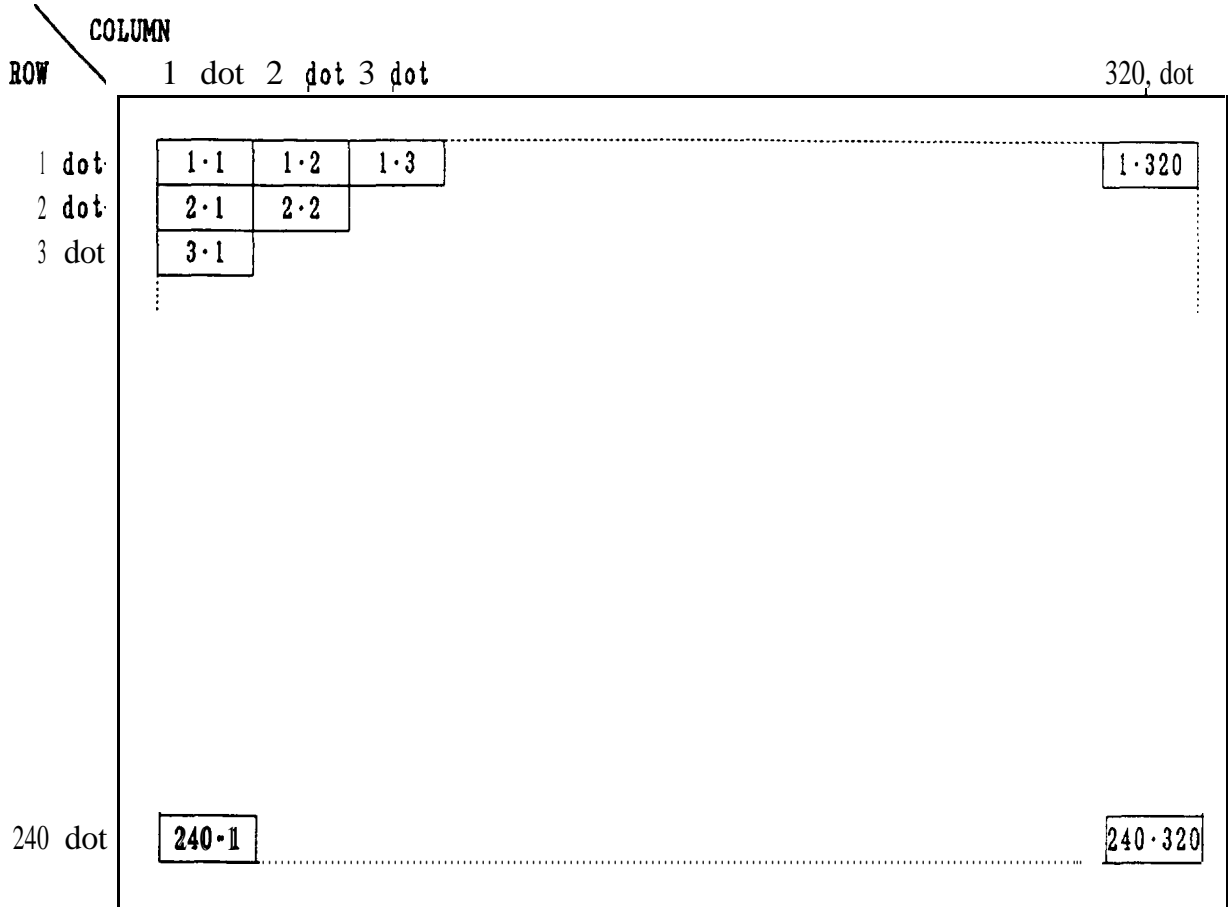 COLUMN
ROW 1 dot 2 dot 3 dot 320, dot
1 dot 1·1 1·2 1·3 1·320
2 dot 2·1 2·2
3 dot 3·1
240 dot 240·1 240·320